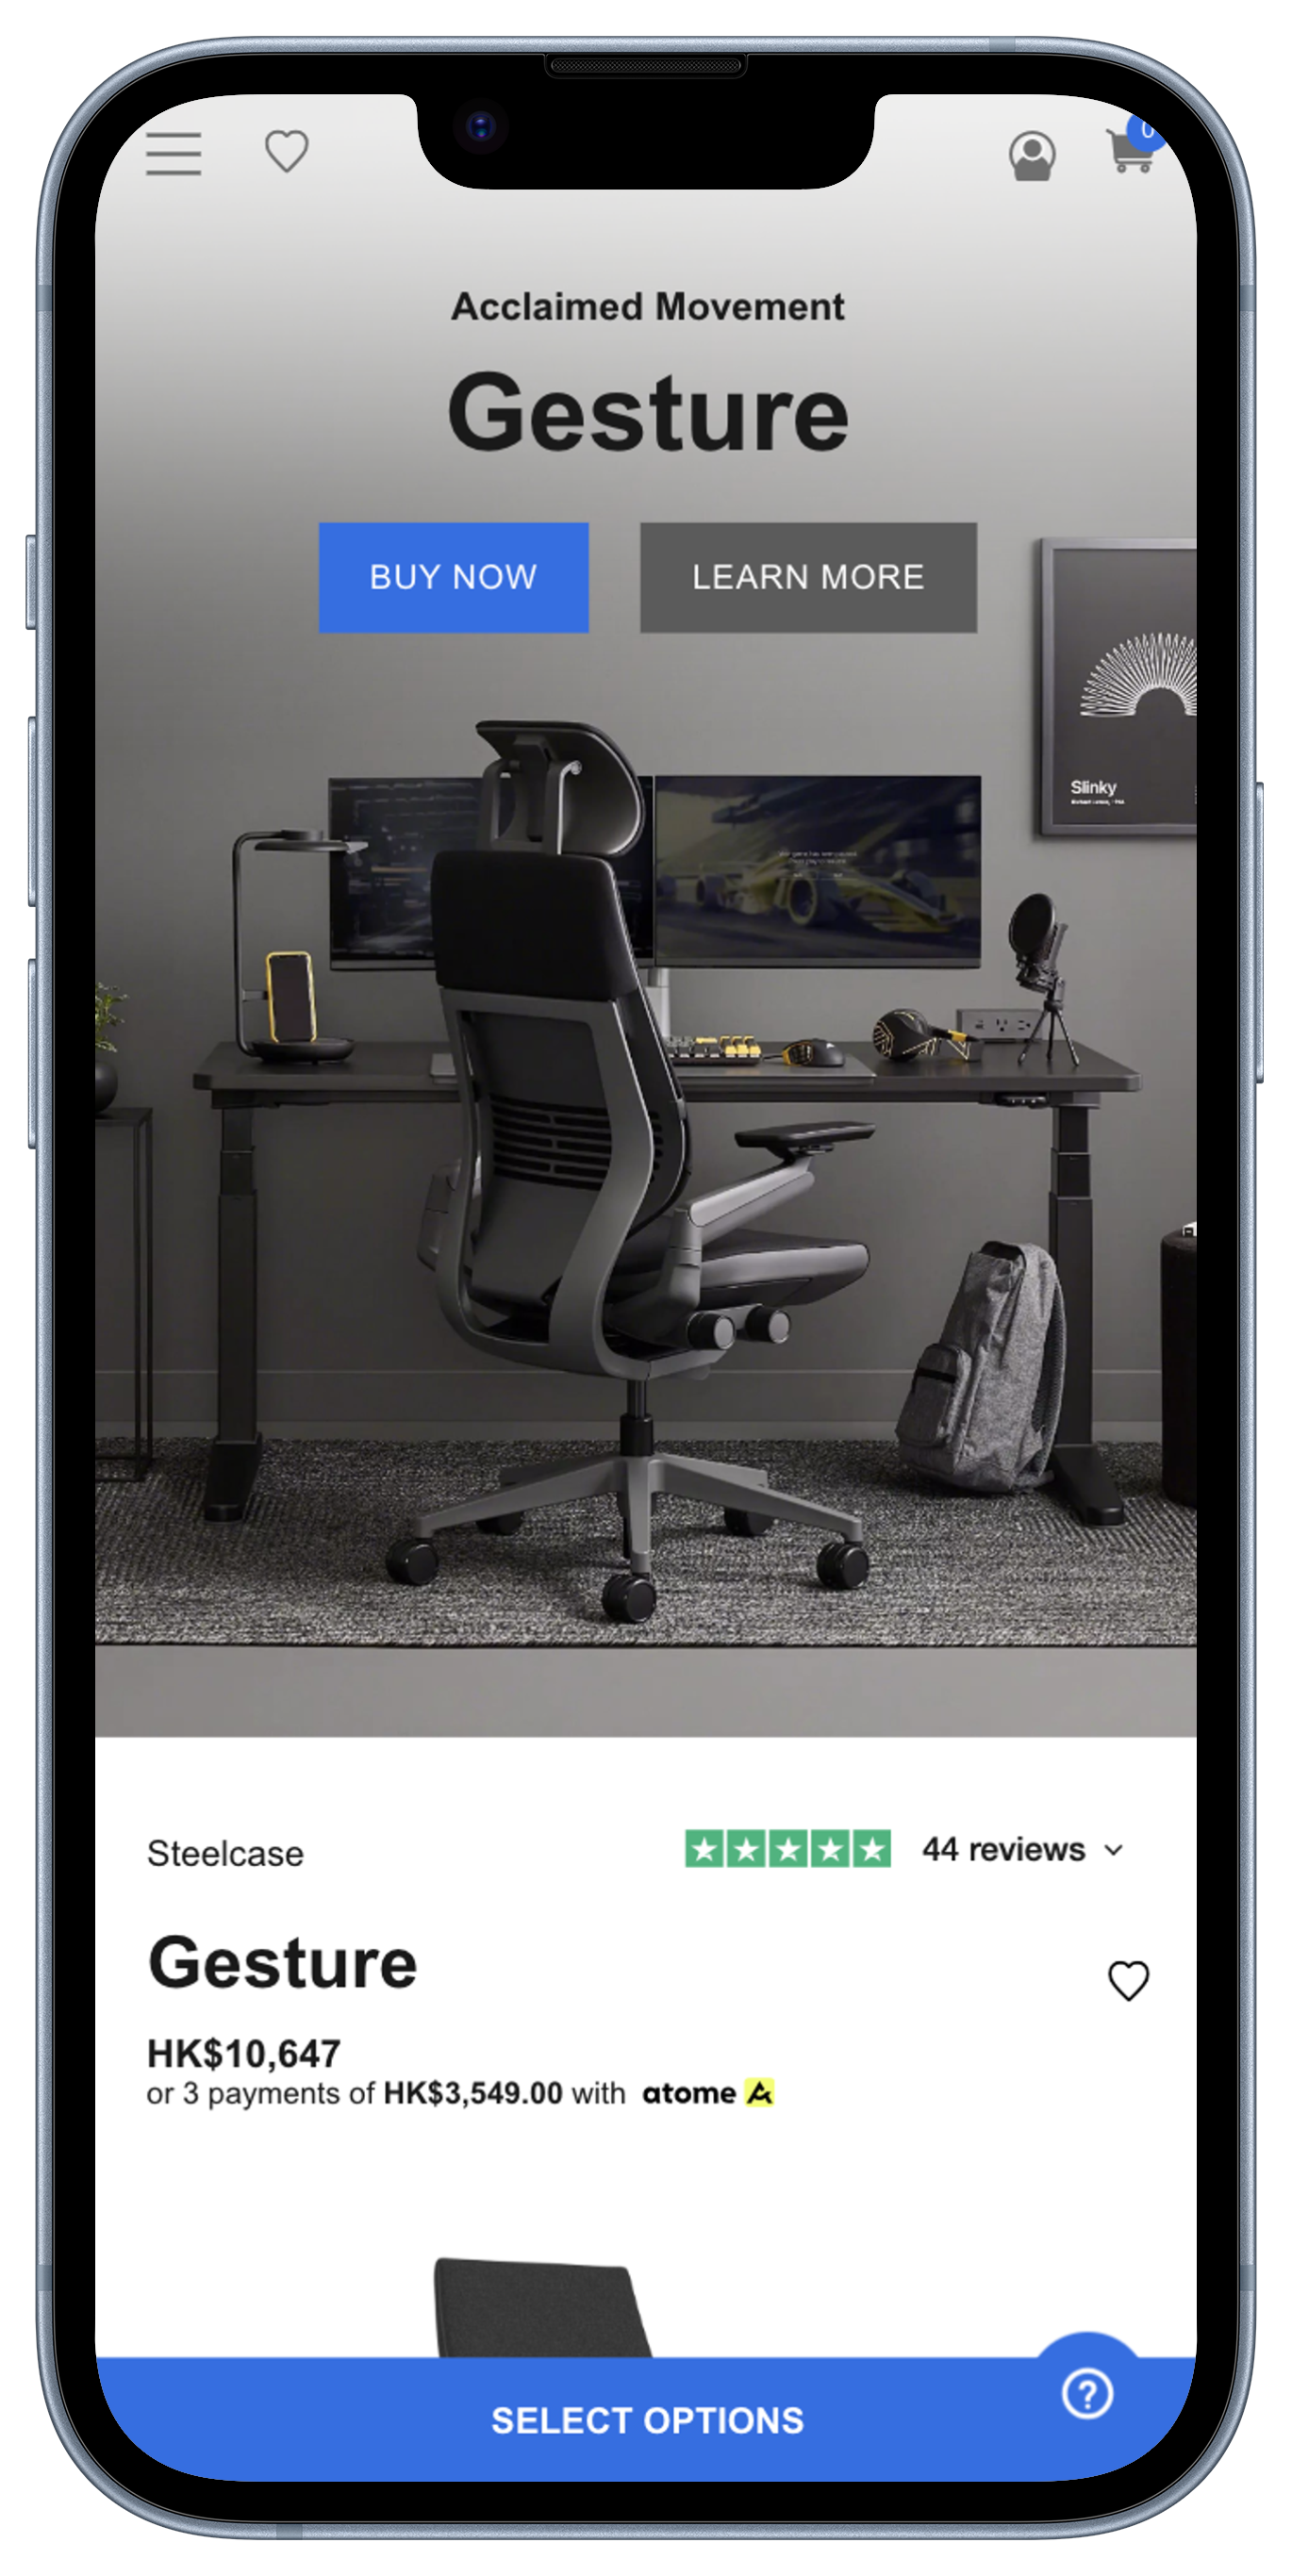 0
Acclaimed Movement
Gesture
BUY NOW
LEARN MORE
Slinky
Steelcase
44 reviews
Gesture
HK$10,647
or 3 payments of HK$3,549.00 with atome
SELECT OPTIONS
?